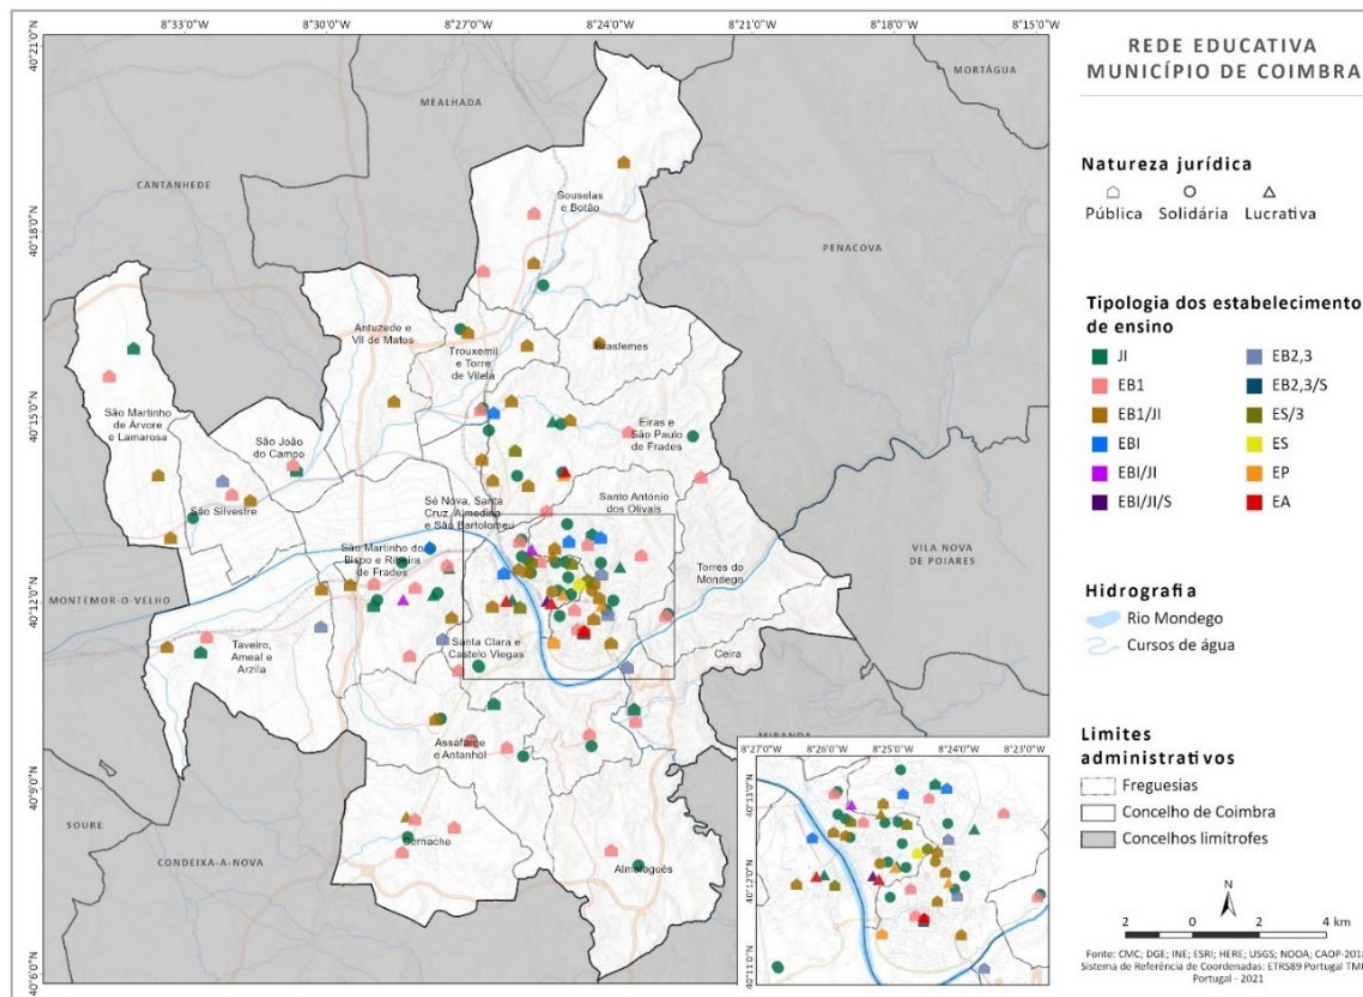 8°33'0"W
8°30'0"W
8°27'0"W
8°24'0"W
8°21'0"W
8°18'0"W
8°15'0"W
40°21'0"N
40°18'0"N
40°15'0"N
40°12'0"N
40°9'0"N
40°6'0"N
MORTÁGUA
MEALHADA
CANTANHEDE
PENACOVA
VILA NOVA
DE POIARES
MONTEMOR-O-VELHO
SOURE
CONDEIXA-A-NOVA
MIRANDA
Souselas
e Botão
Antuzede e
Vil de Matos
Trouxemil
e Torre
de Vilela
Brasfemes
São Martinho
de Árvore
e Lamarosa
São João
do Campo
Eiras e
São Paulo
de Frades
São Silvestre
Sé Nova, Santa
Cruz, Almedina
e São Bartolomeu
Santo António
dos Olivais
São Martinho do
Bispo e Ribeira
de Frades
Torres do
Mondego
Taveiro,
Ameal e
Arzila
Santa Clara e
Castelo Viegas
Ceira
Assafarge
e Antanhol
Cernache
Almalaguês
8°27'0"W
8°26'0"W
8°25'0"W
8°24'0"W
8°23'0"W
40°13'0"N
40°12'0"N
40°11'0"N
REDE EDUCATIVA
MUNICÍPIO DE COIMBRA
Natureza jurídica
Pública Solidária Lucrativa
Tipologia dos estabelecimento
de ensino
JI EB2,3
EB1 EB2,3/S
EB1/JI ES/3
EBI ES
EBI/JI EP
EBI/JI/S EA
Hidrografia
Rio Mondego
Cursos de água
Limites
administrativos
Freguesias
Concelho de Coimbra
Concelhos limítrofes
N
2 0 2 4 km
Fonte: CMC; DGE; INE; ESRI; HERE; USGS; NOOA; CAOP-2018
Sistema de Referência de Coordenadas: ETRS89 Portugal TM0
Portugal - 2021